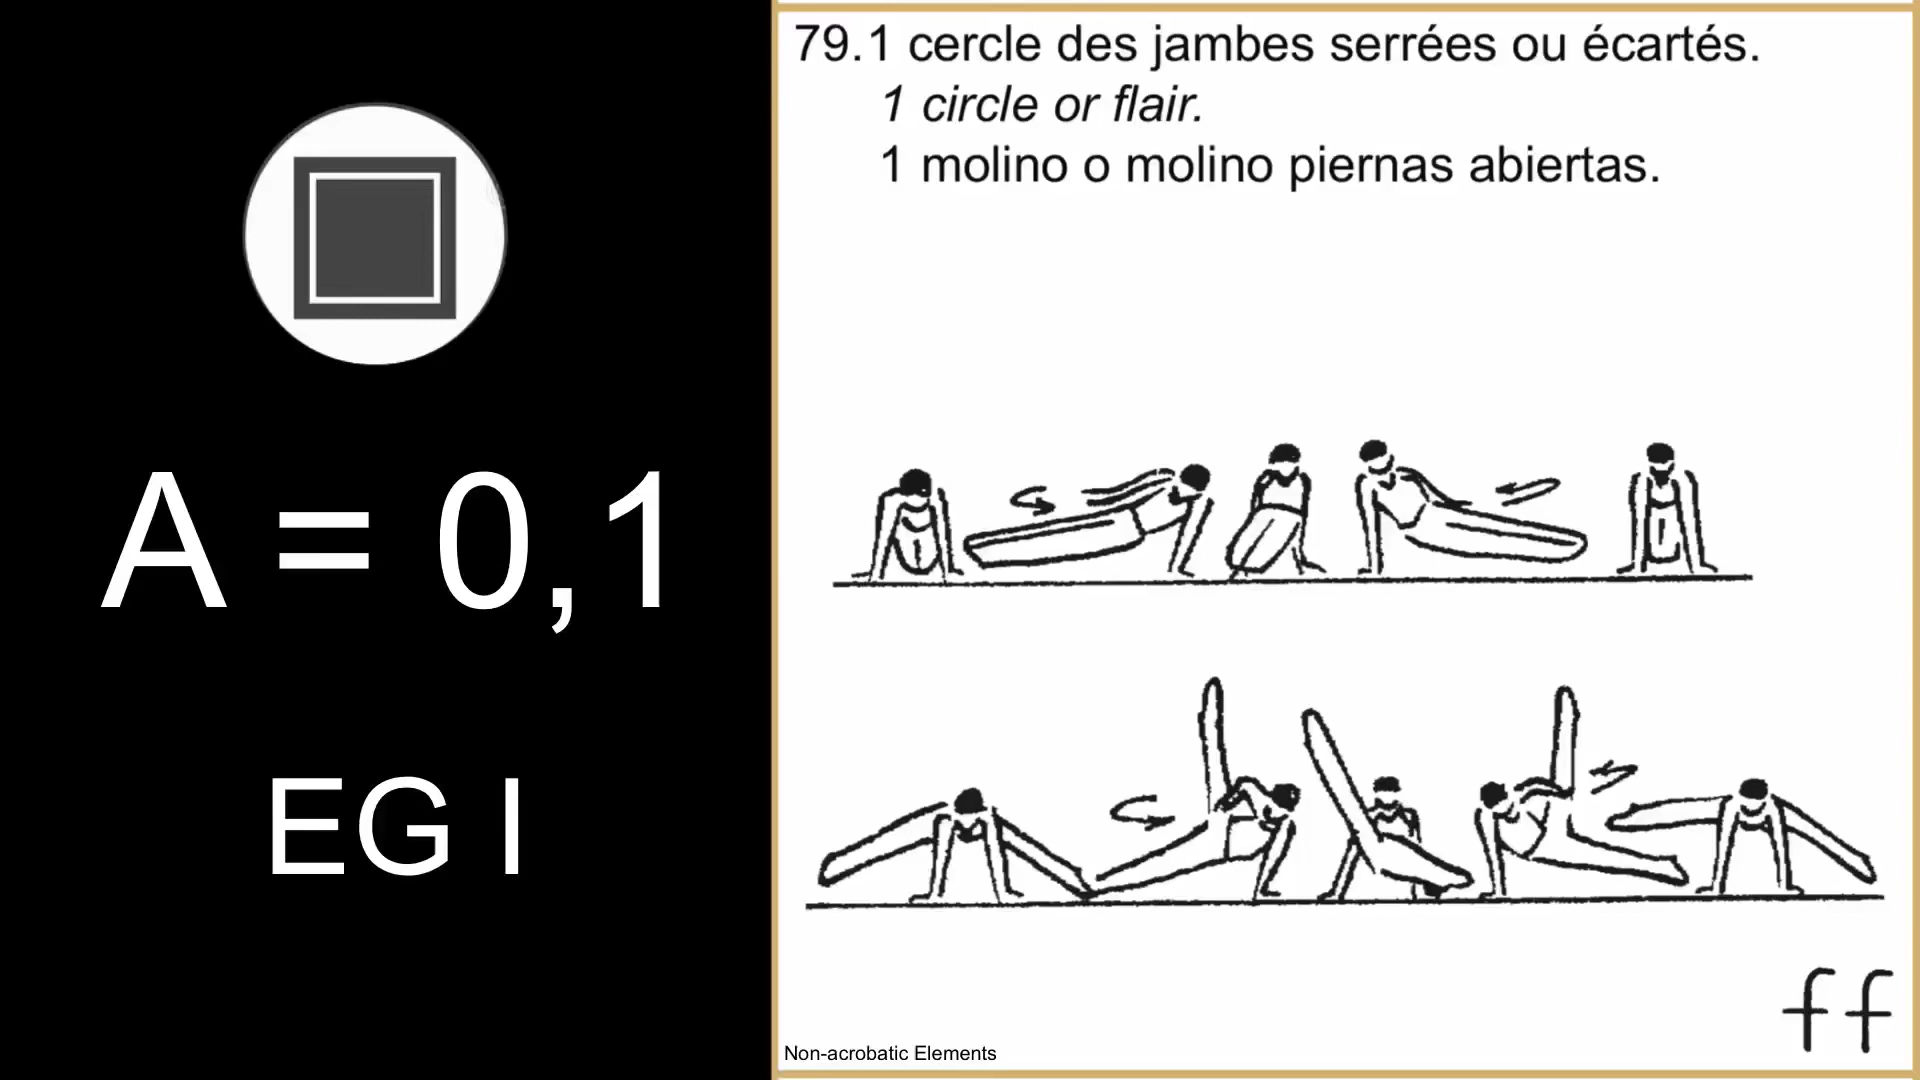 A = 0,1
EG I
79.1 cercle des jambes serrées ou écartés.
1 circle or flair.
1 molino o molino piernas abiertas.
ff
Non-acrobatic Elements